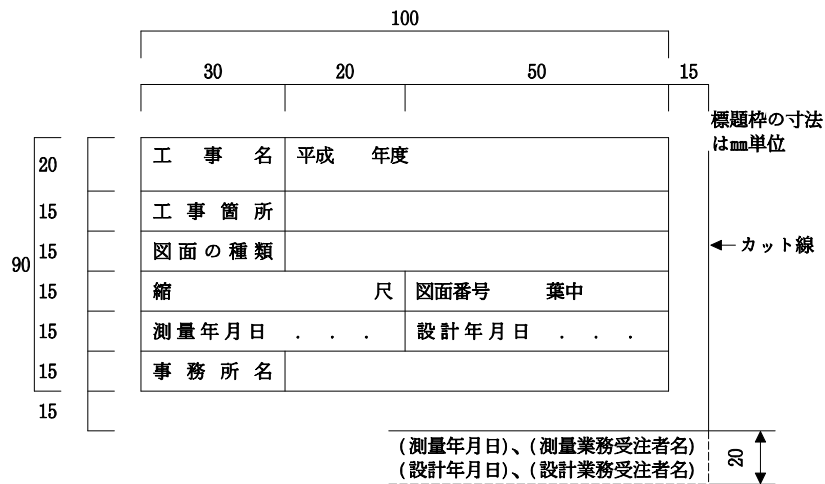 100
30 20 50 15
標題枠の寸法
は㎜単位
20 工事名 平成 年度
15 工事箇所
15 図面の種類
カット線
90
15 縮尺 図面番号 葉中
15 測量年月日 . . . 設計年月日 . . .
15 事務所名
15
(測量年月日)、(測量業務受注者名)
(設計年月日)、(設計業務受注者名)
20